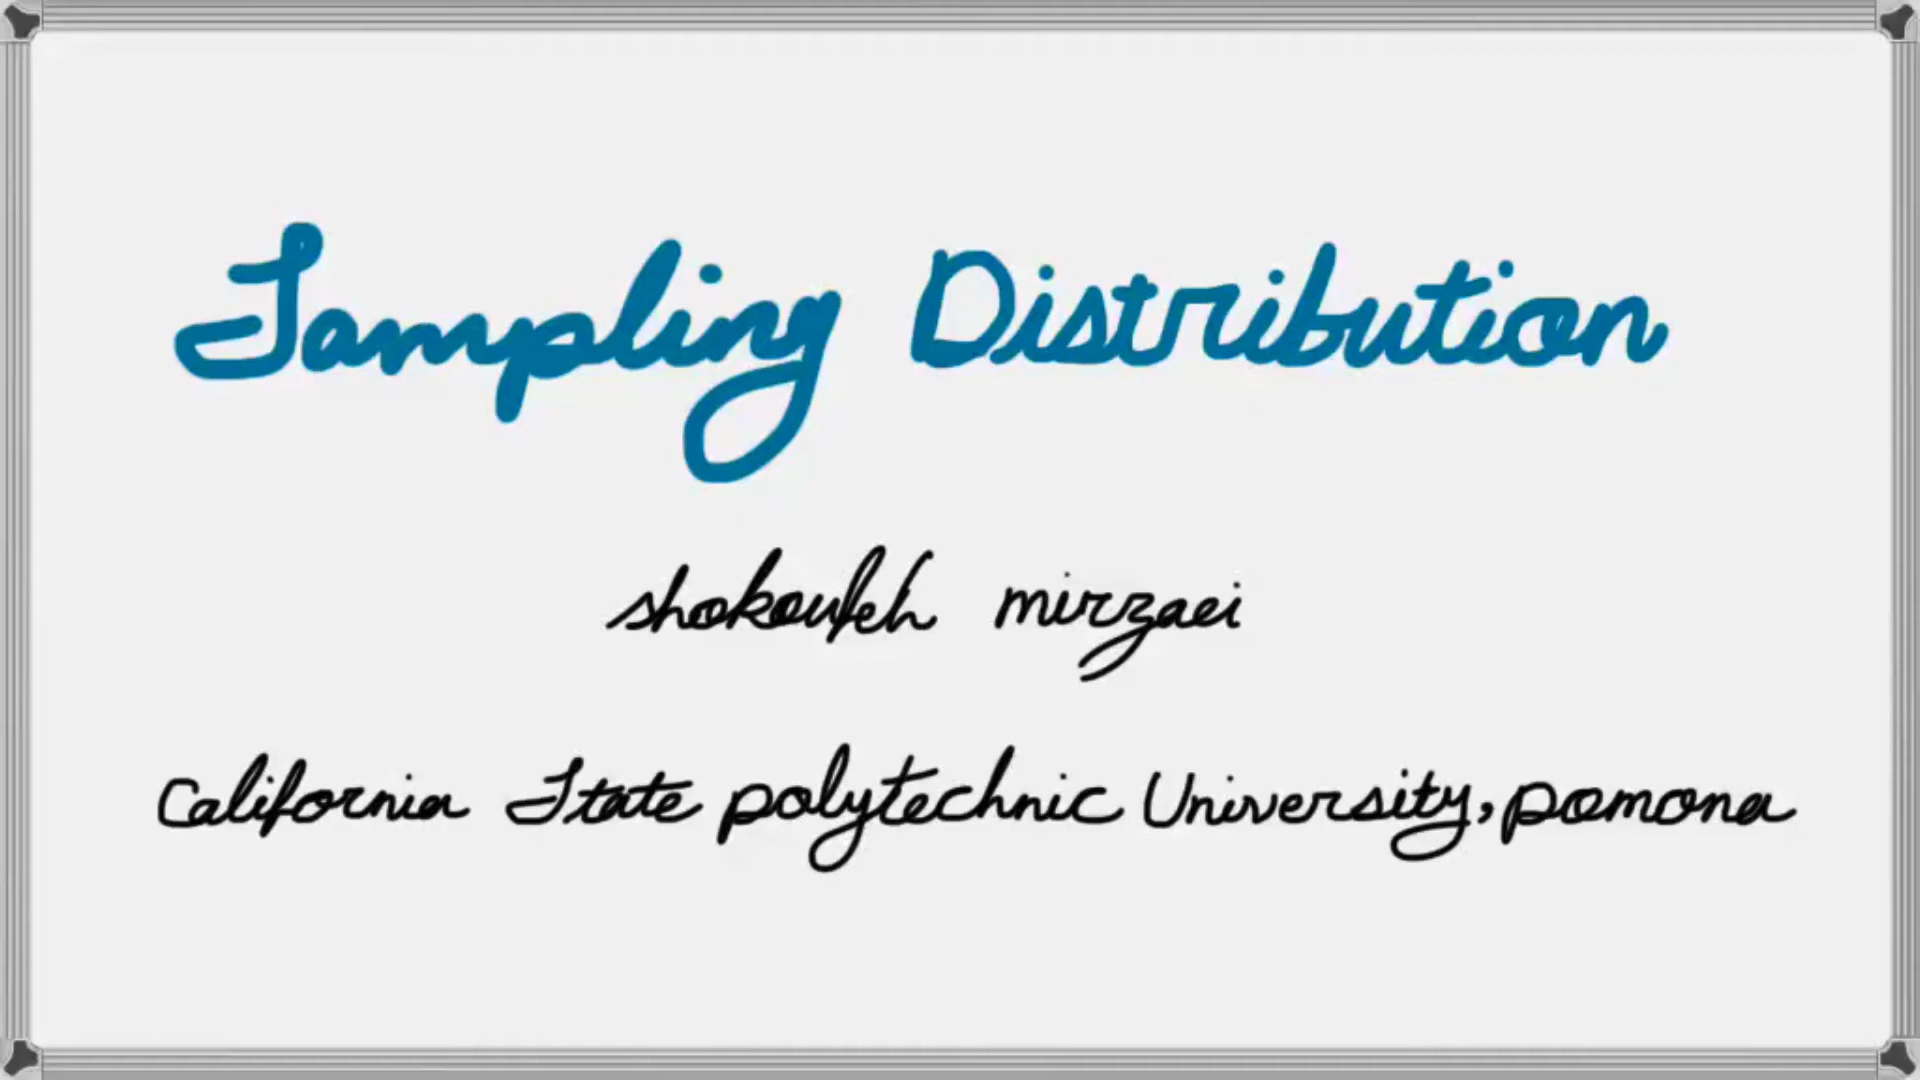 Sampling Distribution
shokoufeh mirzaei
California State polytechnic University, pomona